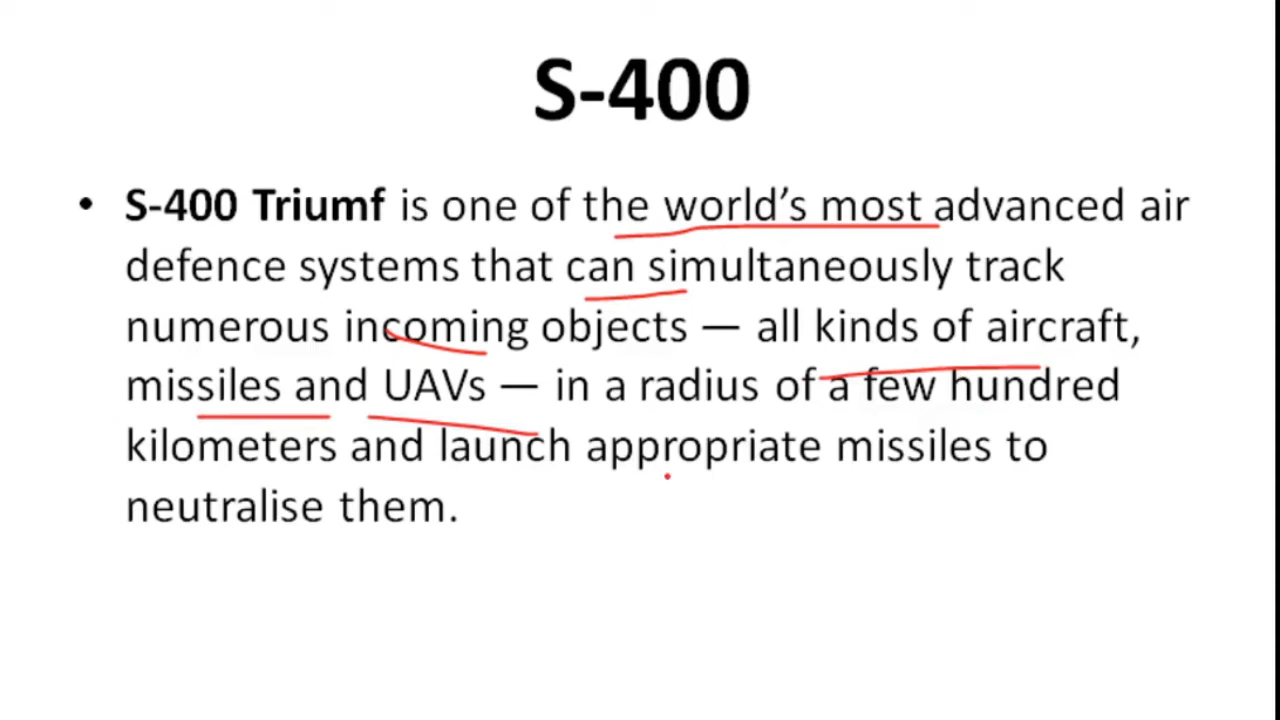 S-400
• S-400 Triumf is one of the world's most advanced air
defence systems that can simultaneously track
numerous incoming objects — all kinds of aircraft,
missiles and UAVs — in a radius of a few hundred
kilometers and launch appropriate missiles to
neutralise them.